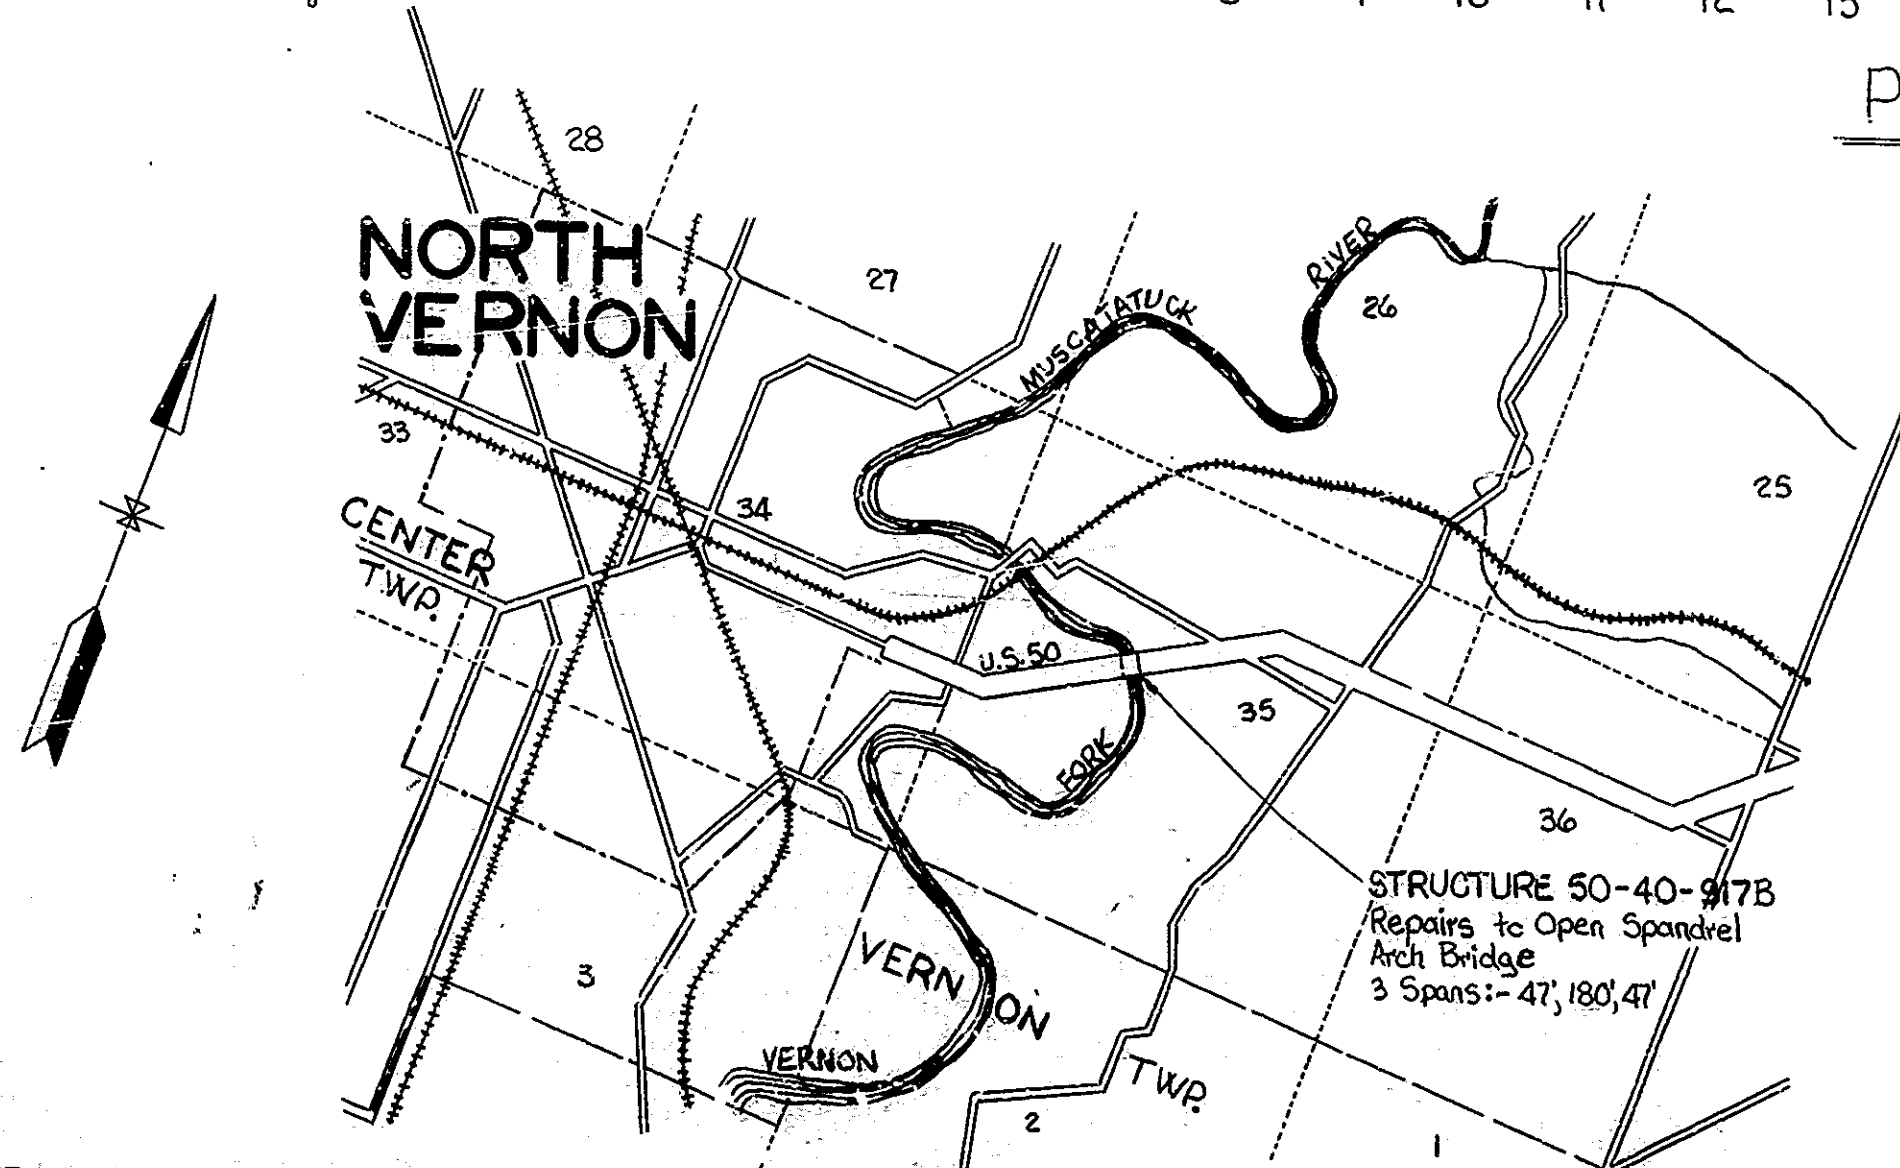 28
NORTH
VERNON
27
MUSCATATUCK
RIVER
26
33
34
25
CENTER
TWP.
U.S. 50
35
FORK
36
STRUCTURE 50-40-917B
Repairs to Open Spandrel
Arch Bridge
3 Spans:- 47', 180', 47'
3
VERNON
VERNON
TWP.
2
1